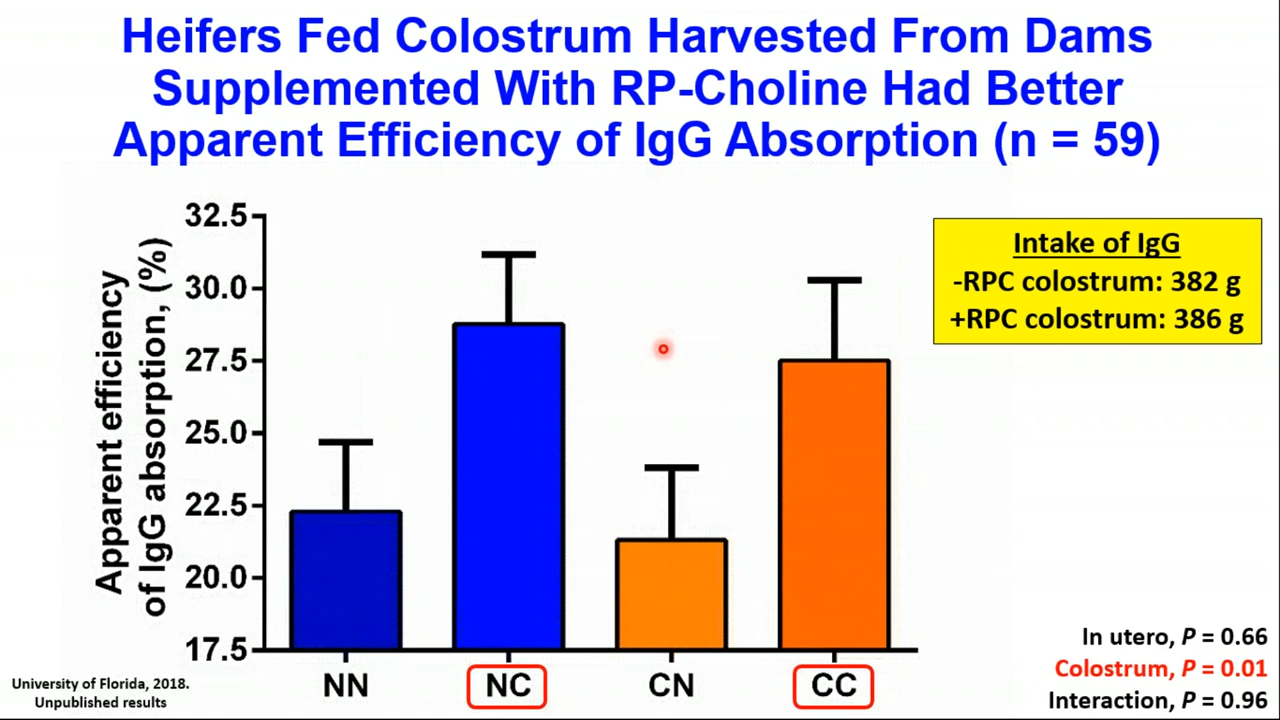 Heifers Fed Colostrum Harvested From Dams
Supplemented With RP-Choline Had Better
Apparent Efficiency of IgG Absorption (n = 59)
Apparent efficiency
of IgG absorption, (%)
32.5
30.0
27.5
25.0
22.5
20.0
17.5
NN
NC
CN
CC
Intake of IgG
-RPC colostrum: 382 g
+RPC colostrum: 386 g
In utero, P = 0.66
Colostrum, P = 0.01
Interaction, P = 0.96
University of Florida, 2018.
Unpublished results